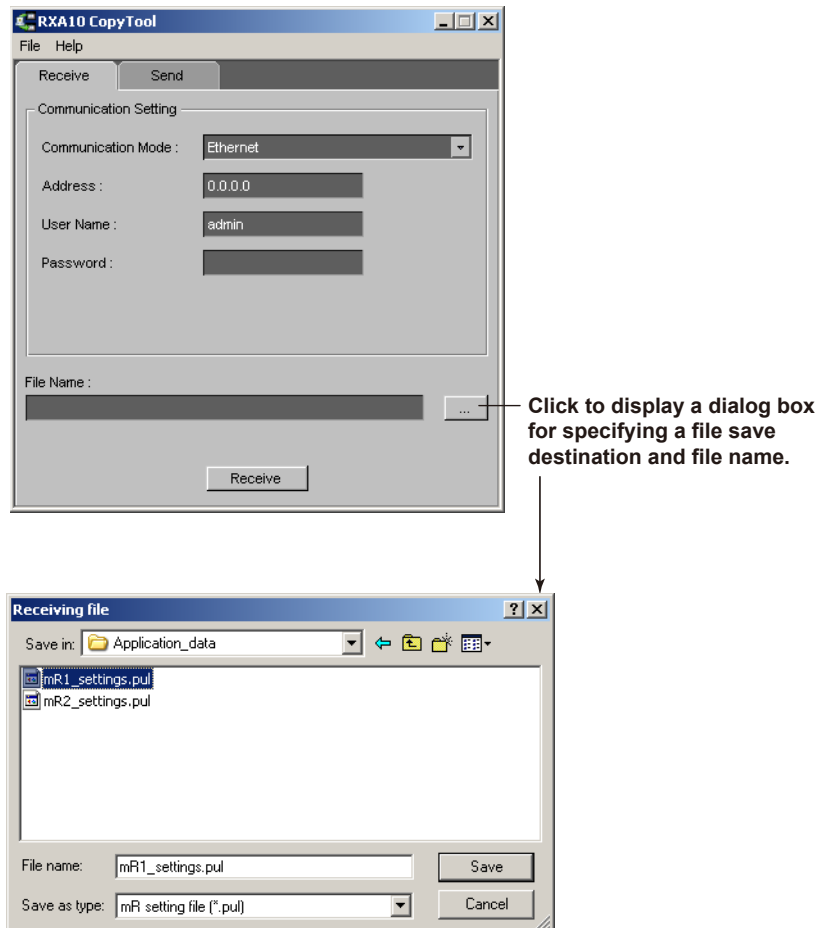 RXA10 CopyTool
File Help
Receive Send
Communication Setting
Communication Mode : Ethernet
Address : 0.0.0.0
User Name : admin
Password :
File Name :
...
Click to display a dialog box
for specifying a file save
destination and file name.
Receive
Receiving file
Save in: Application_data
mR1_settings.pul
mR2_settings.pul
File name: mR1_settings.pul Save
Save as type: mR setting file (*.pul) Cancel